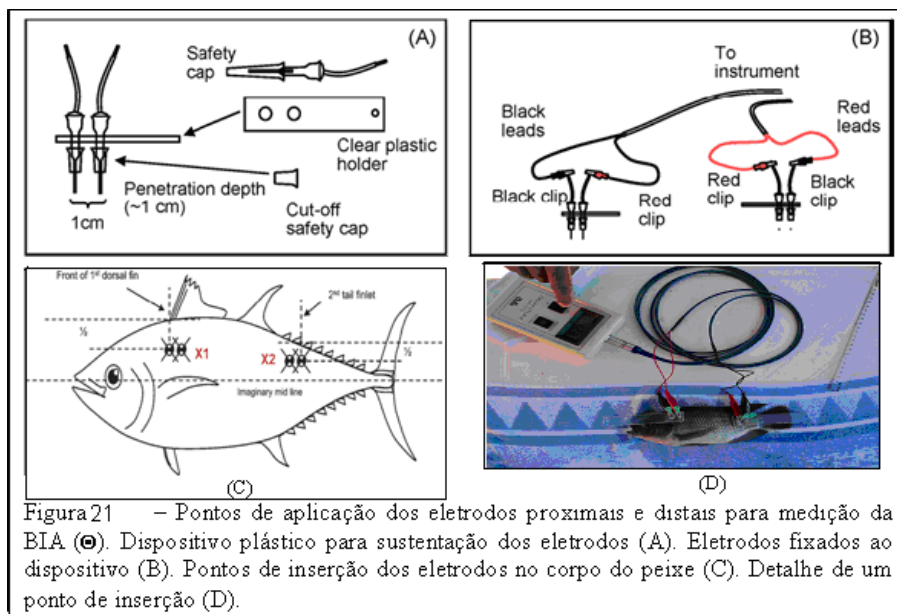 (A)
Safety
cap
Clear plastic
holder
Penetration depth
(~1 cm)
1cm
Cut-off
safety cap
(B)
To
instrument
Black
leads
Red
leads
Black clip
Red
clip
Red
clip
Black
clip
Front of 1st dorsal fin
2nd tail finlet
½
½
X1
X2
Imaginary mid line
(C)
(D)
Figura 21 – Pontos de aplicação dos eletrodos proximais e distais para medição da
BIA (Θ). Dispositivo plástico para sustentação dos eletrodos (A). Eletrodos fixados ao
dispositivo (B). Pontos de inserção dos eletrodos no corpo do peixe (C). Detalhe de um
ponto de inserção (D).